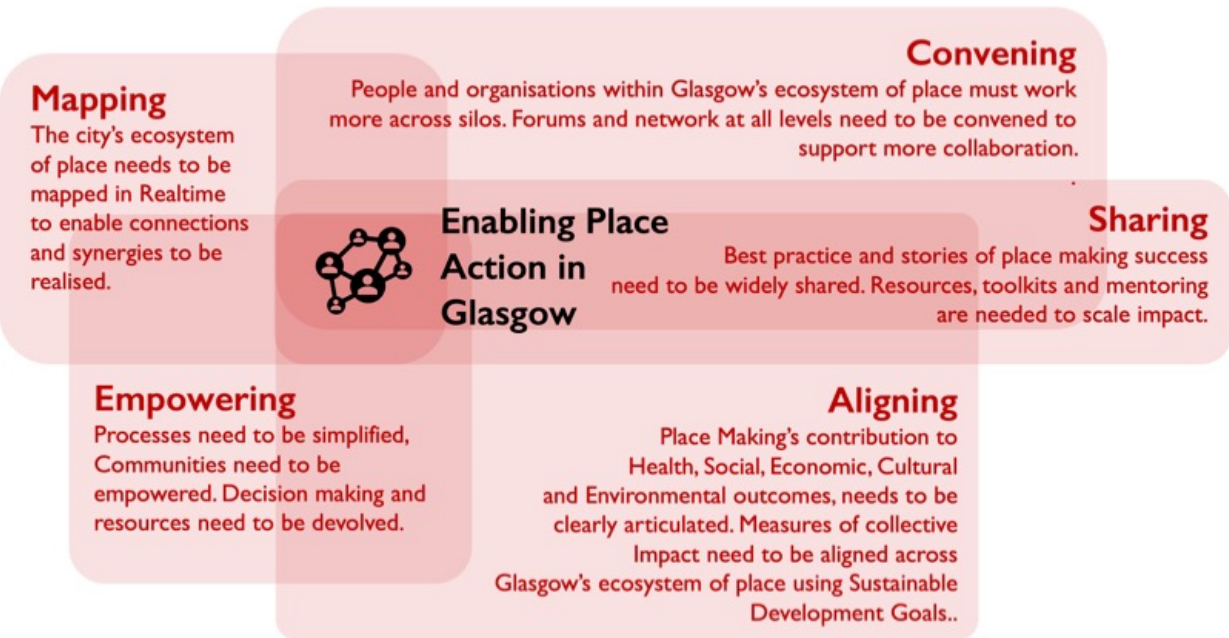 Convening
People and organisations within Glasgow's ecosystem of place must work
more across silos. Forums and network at all levels need to be convened to
support more collaboration.
.
Mapping
The city's ecosystem
of place needs to be
mapped in Realtime
to enable connections
and synergies to be
realised.
Enabling Place
Action in
Glasgow
Sharing
Best practice and stories of place making success
need to be widely shared. Resources, toolkits and mentoring
are needed to scale impact.
Empowering
Processes need to be simplified,
Communities need to be
empowered. Decision making and
resources need to be devolved.
Aligning
Place Making's contribution to
Health, Social, Economic, Cultural
and Environmental outcomes, needs to be
clearly articulated. Measures of collective
Impact need to be aligned across
Glasgow's ecosystem of place using Sustainable
Development Goals..